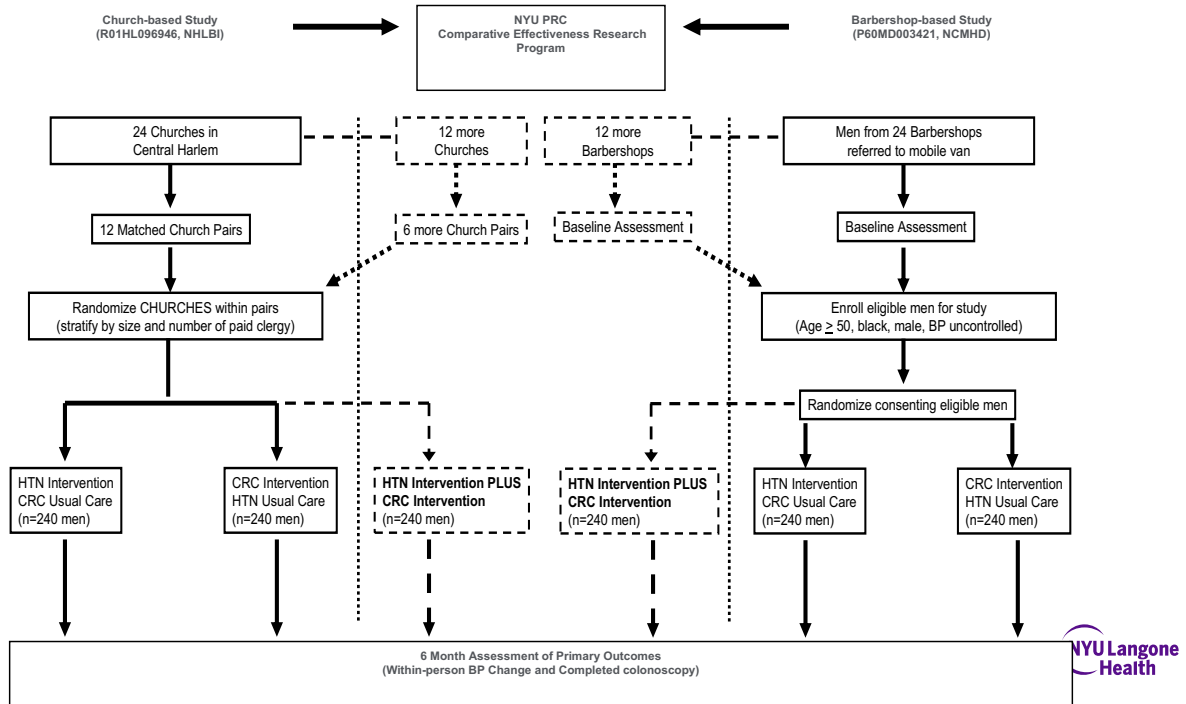 Church-based Study
(R01HL096946, NHLBI)
NYU PRC
Comparative Effectiveness Research
Program
Barbershop-based Study
(P60MD003421, NCMHD)
24 Churches in
Central Harlem
12 more
Churches
12 more
Barbershops
Men from 24 Barbershops
referred to mobile van
12 Matched Church Pairs
6 more Church Pairs
Baseline Assessment
Baseline Assessment
Randomize CHURCHES within pairs
(stratify by size and number of paid clergy)
Enroll eligible men for study
(Age ≥ 50, black, male, BP uncontrolled)
Randomize consenting eligible men
HTN Intervention
CRC Usual Care
(n=240 men)
CRC Intervention
HTN Usual Care
(n=240 men)
HTN Intervention PLUS
CRC Intervention
(n=240 men)
HTN Intervention PLUS
CRC Intervention
(n=240 men)
HTN Intervention
CRC Usual Care
(n=240 men)
CRC Intervention
HTN Usual Care
(n=240 men)
6 Month Assessment of Primary Outcomes
(Within-person BP Change and Completed colonoscopy)
NYU Langone
Health